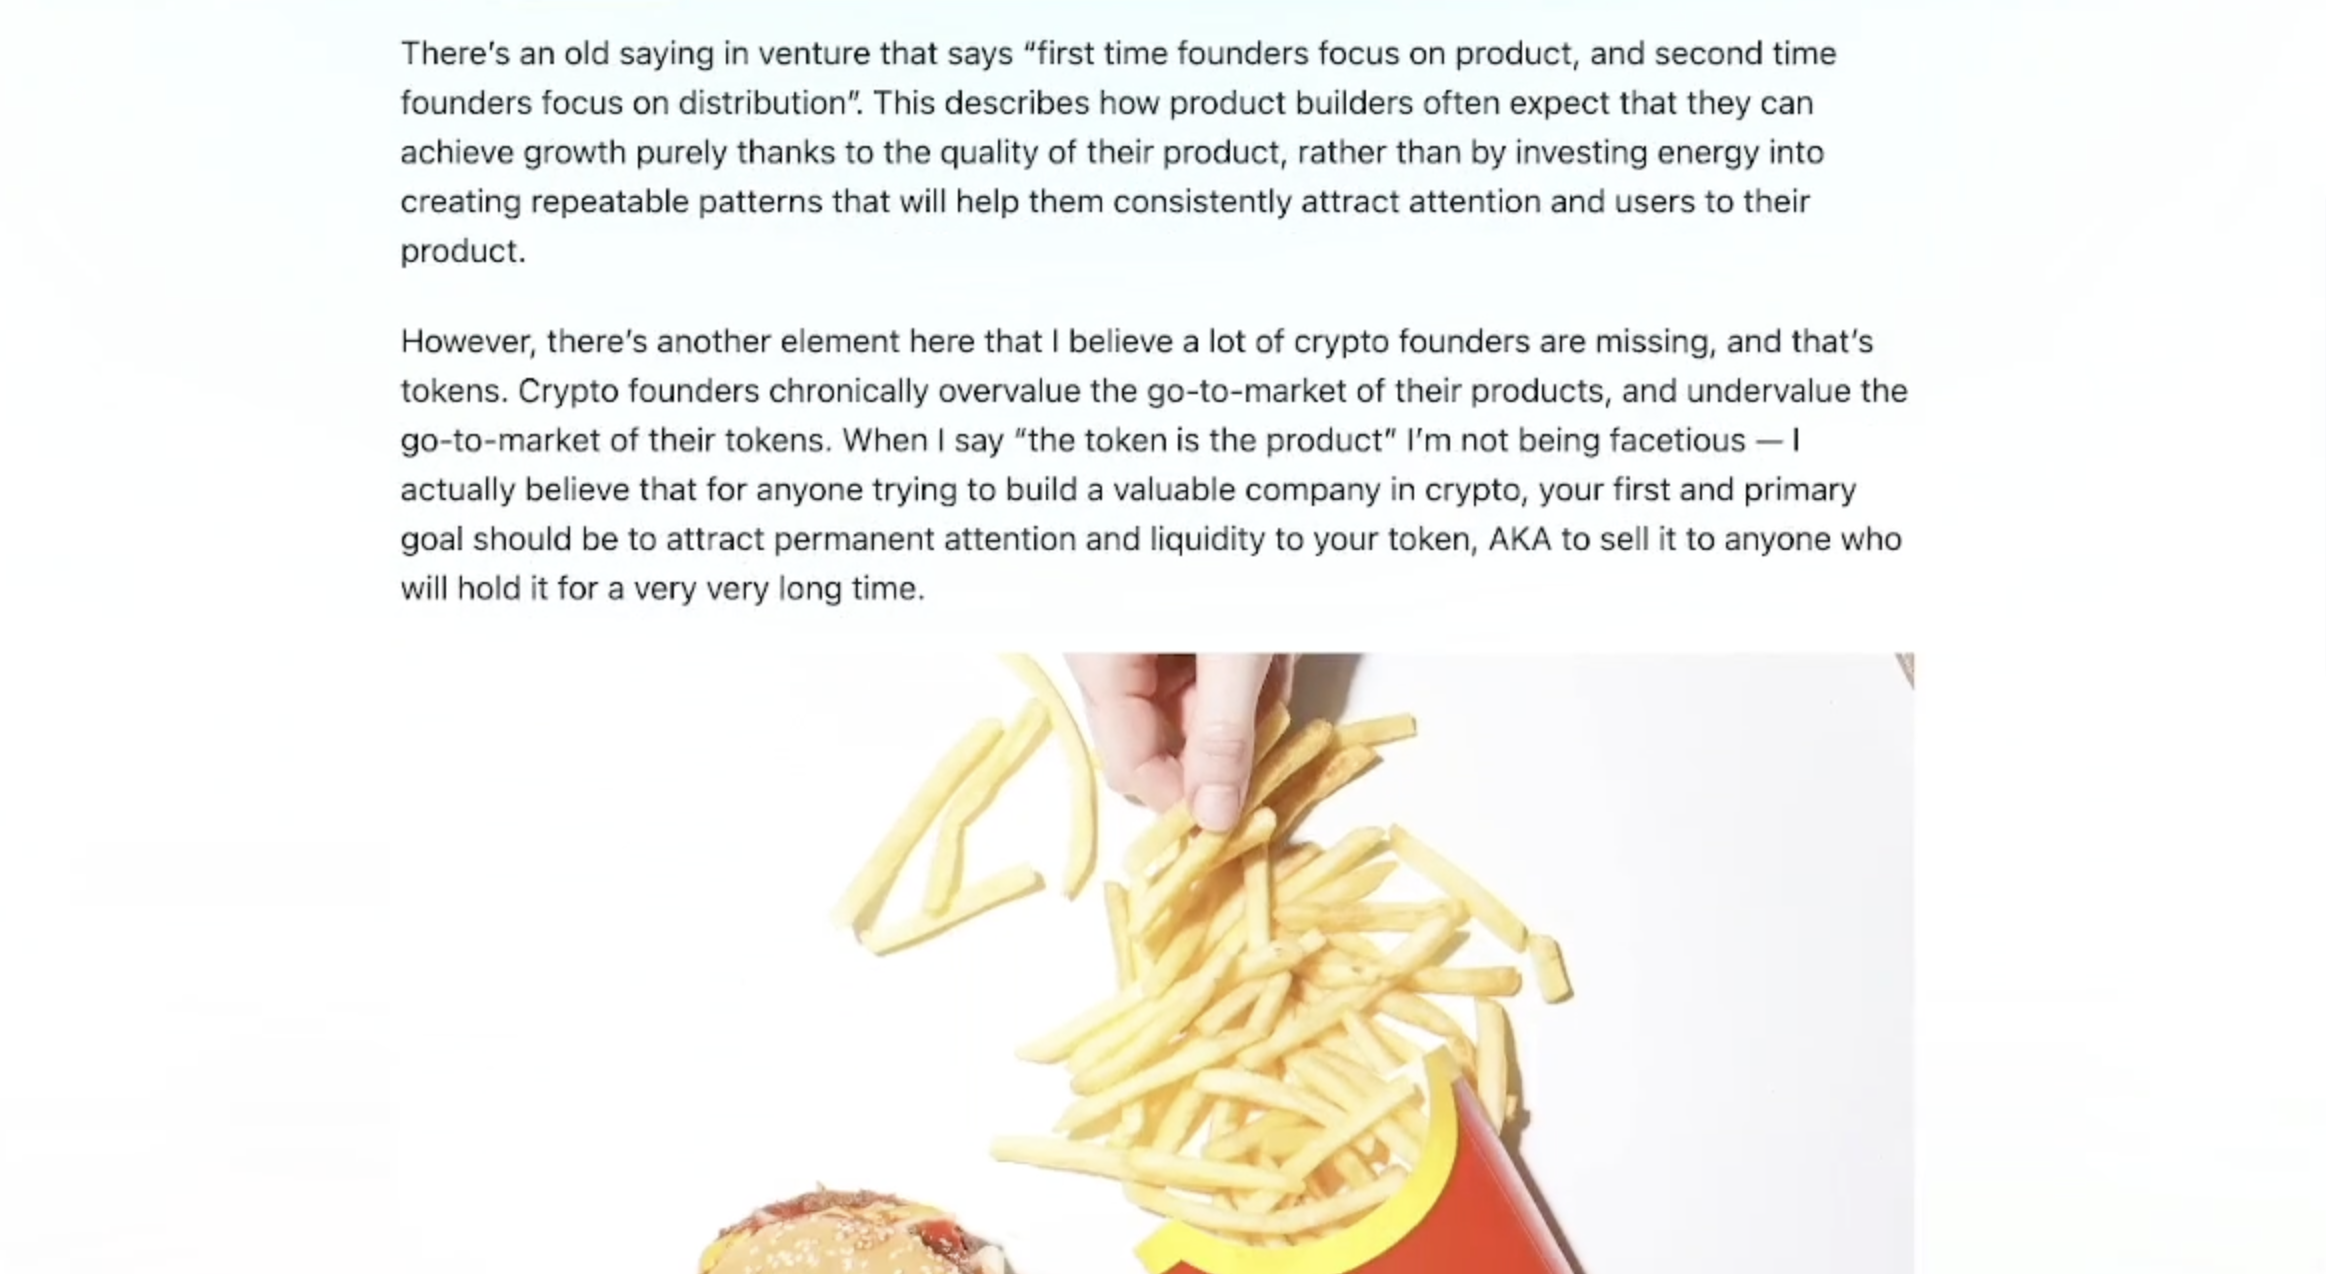 There’s an old saying in venture that says “first time founders focus on product, and second time
founders focus on distribution”. This describes how product builders often expect that they can
achieve growth purely thanks to the quality of their product, rather than by investing energy into
creating repeatable patterns that will help them consistently attract attention and users to their
product.
However, there’s another element here that I believe a lot of crypto founders are missing, and that’s
tokens. Crypto founders chronically overvalue the go-to-market of their products, and undervalue the
go-to-market of their tokens. When I say “the token is the product” I’m not being facetious — I
actually believe that for anyone trying to build a valuable company in crypto, your first and primary
goal should be to attract permanent attention and liquidity to your token, AKA to sell it to anyone who
will hold it for a very very long time.